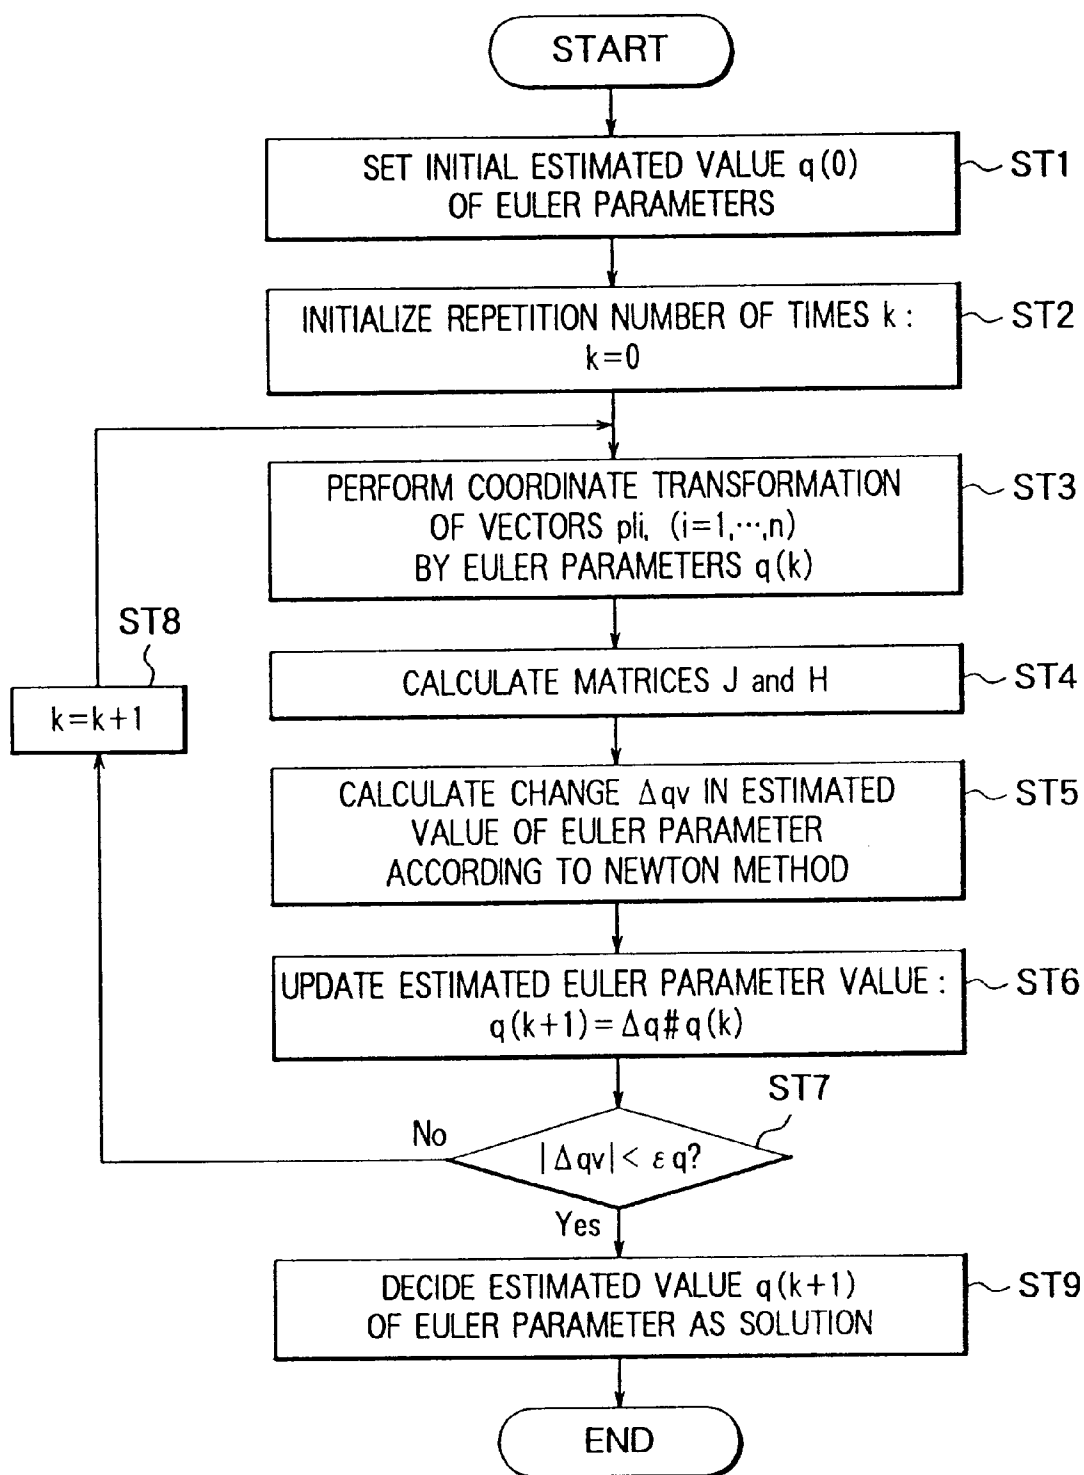 START
SET INITIAL ESTIMATED VALUE q(0)
OF EULER PARAMETERS
ST1
INITIALIZE REPETITION NUMBER OF TIMES k :
k=0
ST2
PERFORM COORDINATE TRANSFORMATION
OF VECTORS pli, (i=1,···,n)
BY EULER PARAMETERS q(k)
ST3
CALCULATE MATRICES J and H
ST4
ST8
k=k+1
CALCULATE CHANGE Δqv IN ESTIMATED
VALUE OF EULER PARAMETER
ACCORDING TO NEWTON METHOD
ST5
UPDATE ESTIMATED EULER PARAMETER VALUE :
q(k+1)=Δq#q(k)
ST6
ST7
No
|Δqv|< εq?
Yes
DECIDE ESTIMATED VALUE q(k+1)
OF EULER PARAMETER AS SOLUTION
ST9
END